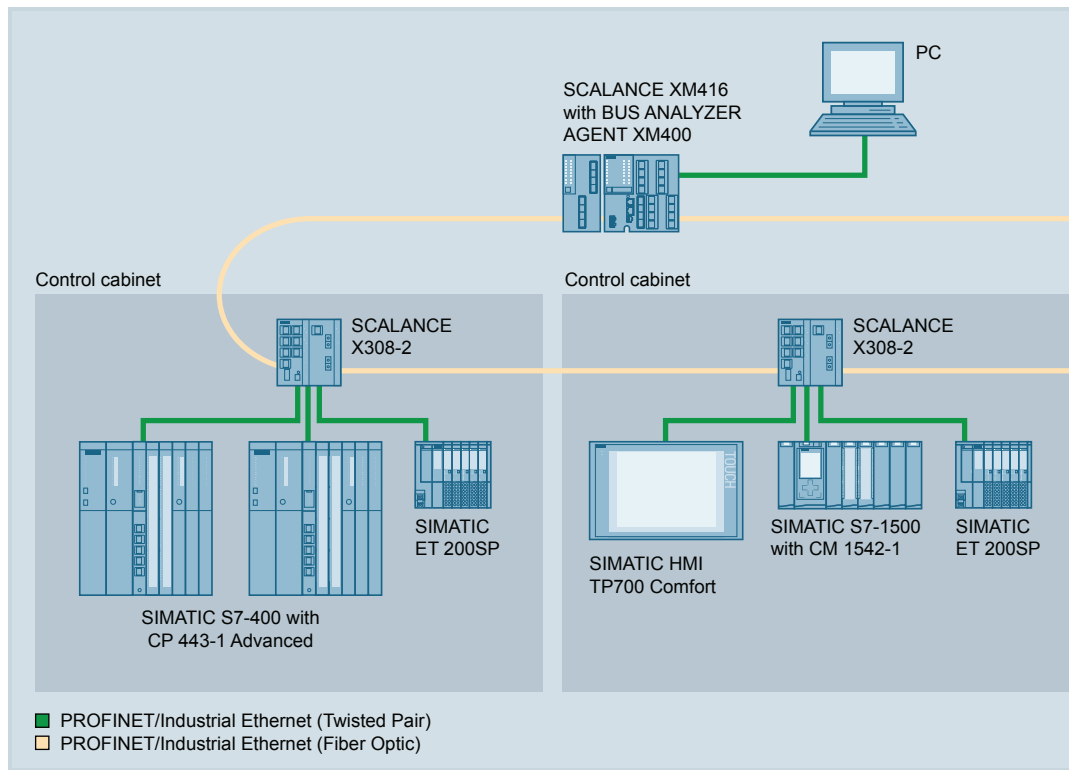 PC
SCALANCE XM416
with BUS ANALYZER
AGENT XM400
Control cabinet
Control cabinet
SCALANCE
X308-2
SCALANCE
X308-2
TOUCH
SIMATIC
ET 200SP
SIMATIC HMI
TP700 Comfort
SIMATIC S7-1500
with CM 1542-1
SIMATIC
ET 200SP
SIMATIC S7-400 with
CP 443-1 Advanced
PROFINET/Industrial Ethernet (Twisted Pair)
PROFINET/Industrial Ethernet (Fiber Optic)